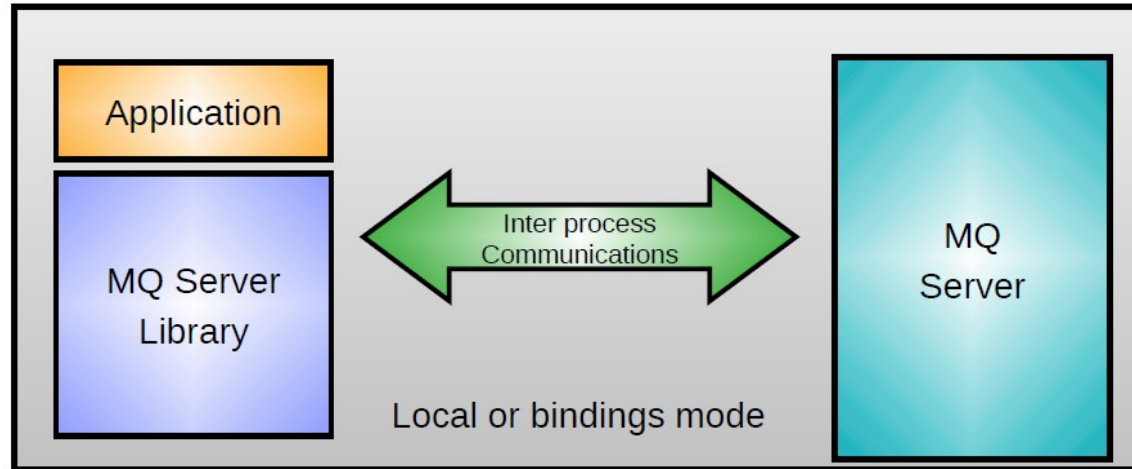 Application
MQ Server
Library
Inter process
Communications
MQ
Server
Local or bindings mode